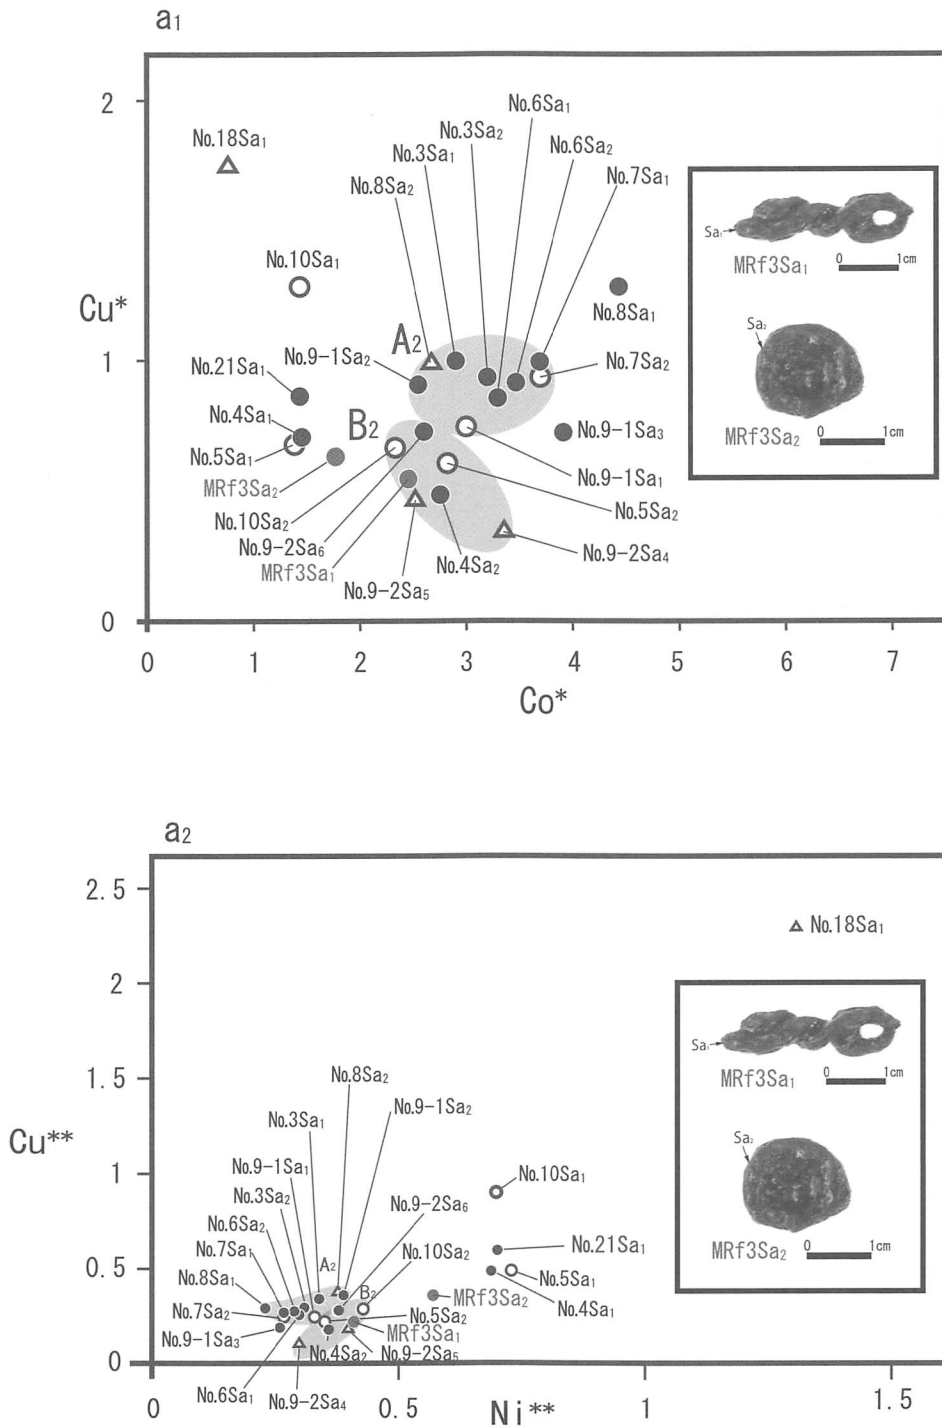 a₁
2
No.6Sa₁
No.3Sa₂
No.18Sa₁
No.6Sa₂
No.3Sa₁
No.7Sa₁
No.8Sa₂
Sa₁
0 1cm
MRf3Sa₁
No.10Sa₁
Cu*
No.8Sa₁
Sa₂
A₂
No.9-1Sa₂
1
No.21Sa₁
No.7Sa₂
No.4Sa₁
B₂
No.9-1Sa₃
MRf3Sa₂
0 1cm
No.5Sa₁
No.9-1Sa₁
MRf3Sa₂
No.5Sa₂
No.10Sa₂
No.9-2Sa₆
No.9-2Sa₄
MRf3Sa₁
No.4Sa₂
No.9-2Sa₅
0
0 1 2 3 4 5 6 7
Co*
a₂
2.5
No.18Sa₁
2
Sa₁
0 1cm
MRf3Sa₁
1.5
No.8Sa₂
No.9-1Sa₂
No.3Sa₁
Sa₂
Cu**
1
No.9-1Sa₁
No.10Sa₁
No.3Sa₂
No.9-2Sa₆
No.6Sa₂
No.7Sa₁
No.10Sa₂
No.21Sa₁
MRf3Sa₂
0 1cm
A₂
0.5
No.8Sa₁
No.5Sa₁
B₂
MRf3Sa₂
No.4Sa₁
No.7Sa₂
No.5Sa₂
MRf3Sa₁
No.9-1Sa₃
No.4Sa₂
No.9-2Sa₅
0
No.6Sa₁
No.9-2Sa₄
0 0.5 1 1.5
Ni**